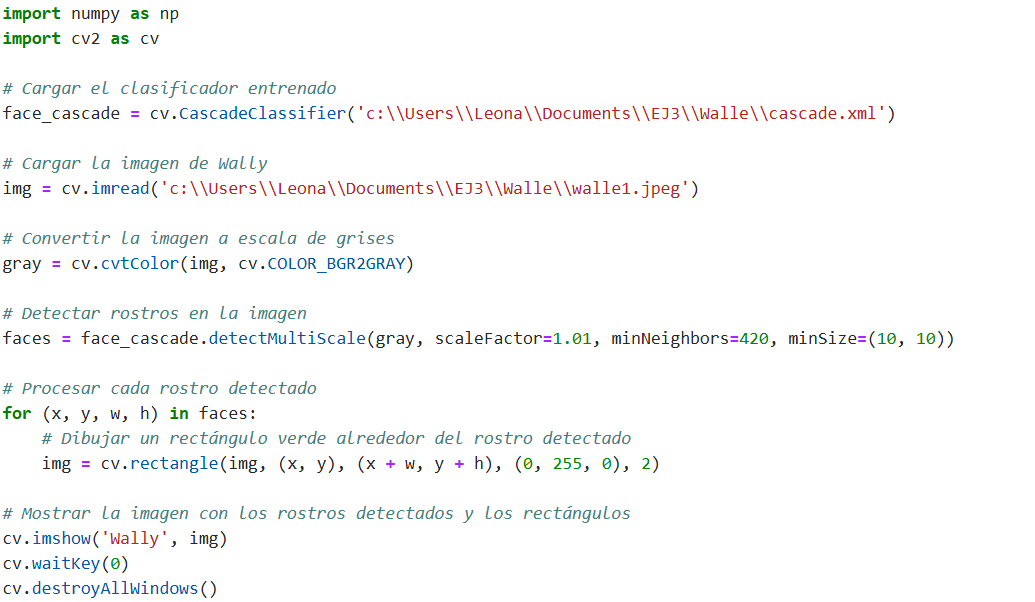 import numpy as np
import cv2 as cv
# Cargar el clasificador entrenado
face_cascade = cv.CascadeClassifier('c:\\Users\\Leona\\Documents\\EJ3\\Walle\\cascade.xml')
# Cargar la imagen de Wally
img = cv.imread('c:\\Users\\Leona\\Documents\\EJ3\\Walle\\walle1.jpeg')
# Convertir la imagen a escala de grises
gray = cv.cvtColor(img, cv.COLOR_BGR2GRAY)
# Detectar rostros en la imagen
faces = face_cascade.detectMultiScale(gray, scaleFactor=1.01, minNeighbors=420, minSize=(10, 10))
# Procesar cada rostro detectado
for (x, y, w, h) in faces:
    # Dibujar un rectángulo verde alrededor del rostro detectado
    img = cv.rectangle(img, (x, y), (x + w, y + h), (0, 255, 0), 2)
# Mostrar la imagen con los rostros detectados y los rectángulos
cv.imshow('Wally', img)
cv.waitKey(0)
cv.destroyAllWindows()